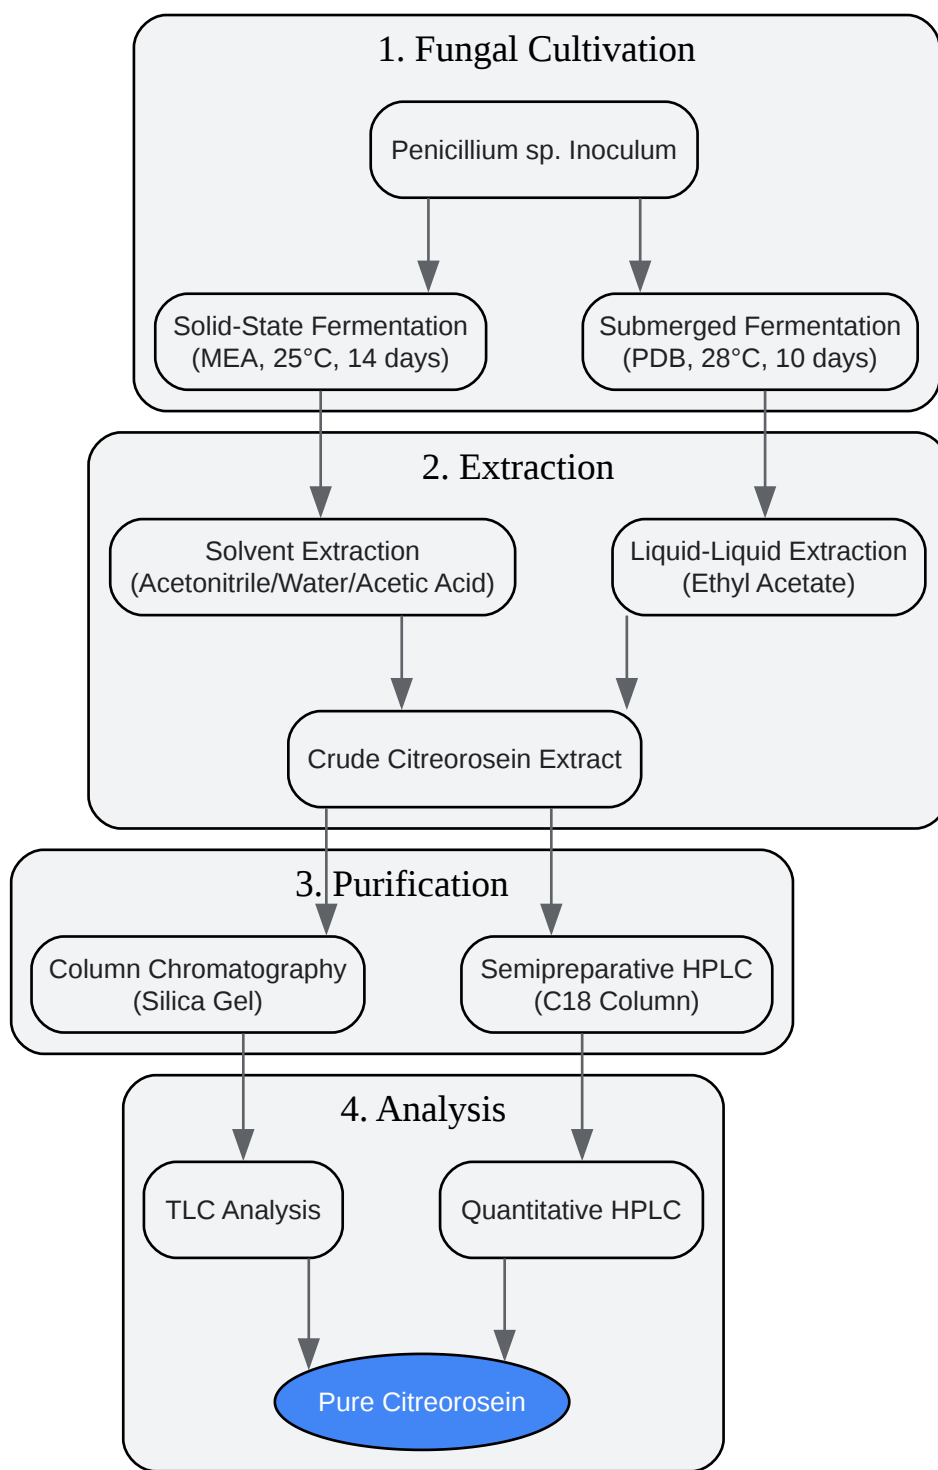 1. Fungal Cultivation
Penicillium sp. Inoculum
Solid-State Fermentation
(MEA, 25°C, 14 days)
Submerged Fermentation
(PDB, 28°C, 10 days)
2. Extraction
Solvent Extraction
(Acetonitrile/Water/Acetic Acid)
Liquid-Liquid Extraction
(Ethyl Acetate)
Crude Citreorosein Extract
3. Purification
Column Chromatography
(Silica Gel)
Semipreparative HPLC
(C18 Column)
4. Analysis
TLC Analysis
Quantitative HPLC
Pure Citreorosein